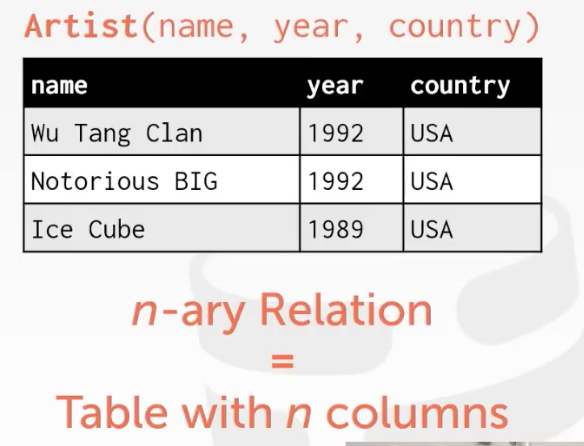 Artist(name, year, country)
name year country
Wu Tang Clan 1992 USA
Notorious BIG 1992 USA
Ice Cube 1989 USA
n-ary Relation
=
Table with n columns